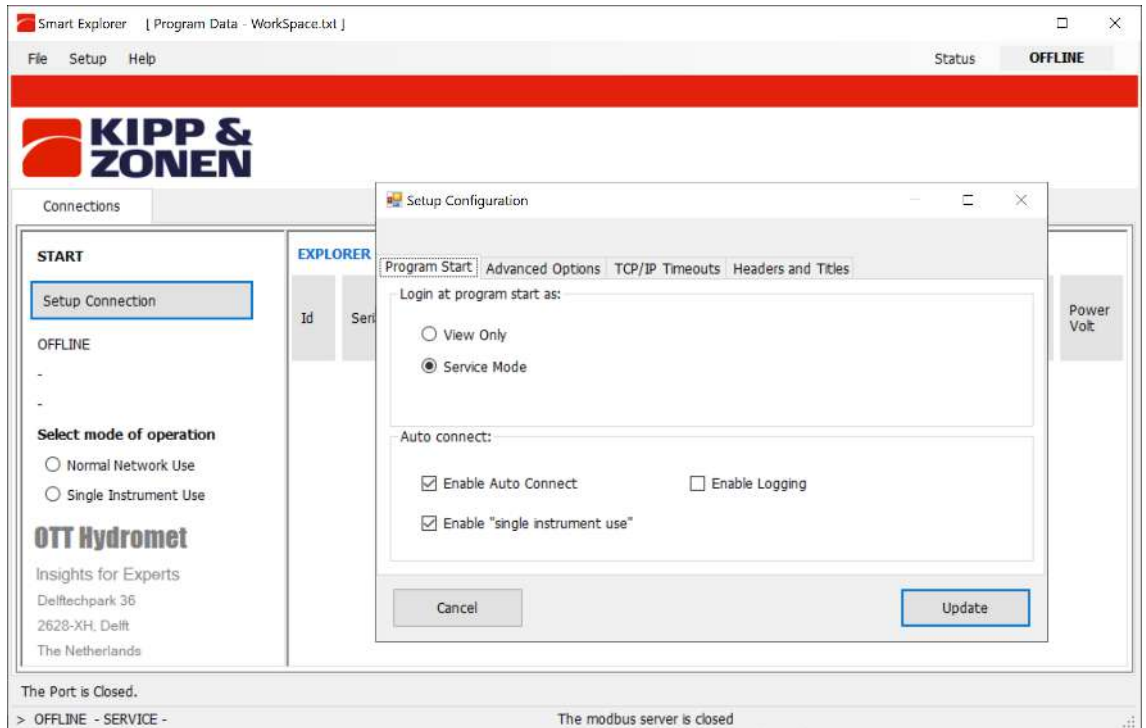 Smart Explorer [ Program Data - WorkSpace.txt ]
File Setup Help Status OFFLINE
KIPP &
ZONEN
Connections
START
Setup Connection
OFFLINE
-
-
Select mode of operation
Normal Network Use
Single Instrument Use
OTT Hydromet
Insights for Experts
Delftechpark 36
2628-XH, Delft
The Netherlands
EXPLORER
Id
Power
Volt
Setup Configuration
Program Start Advanced Options TCP/IP Timeouts Headers and Titles
Login at program start as:
View Only
Service Mode
Auto connect:
Enable Auto Connect Enable Logging
Enable "single instrument use"
Cancel Update
The Port is Closed.
> OFFLINE - SERVICE - The modbus server is closed